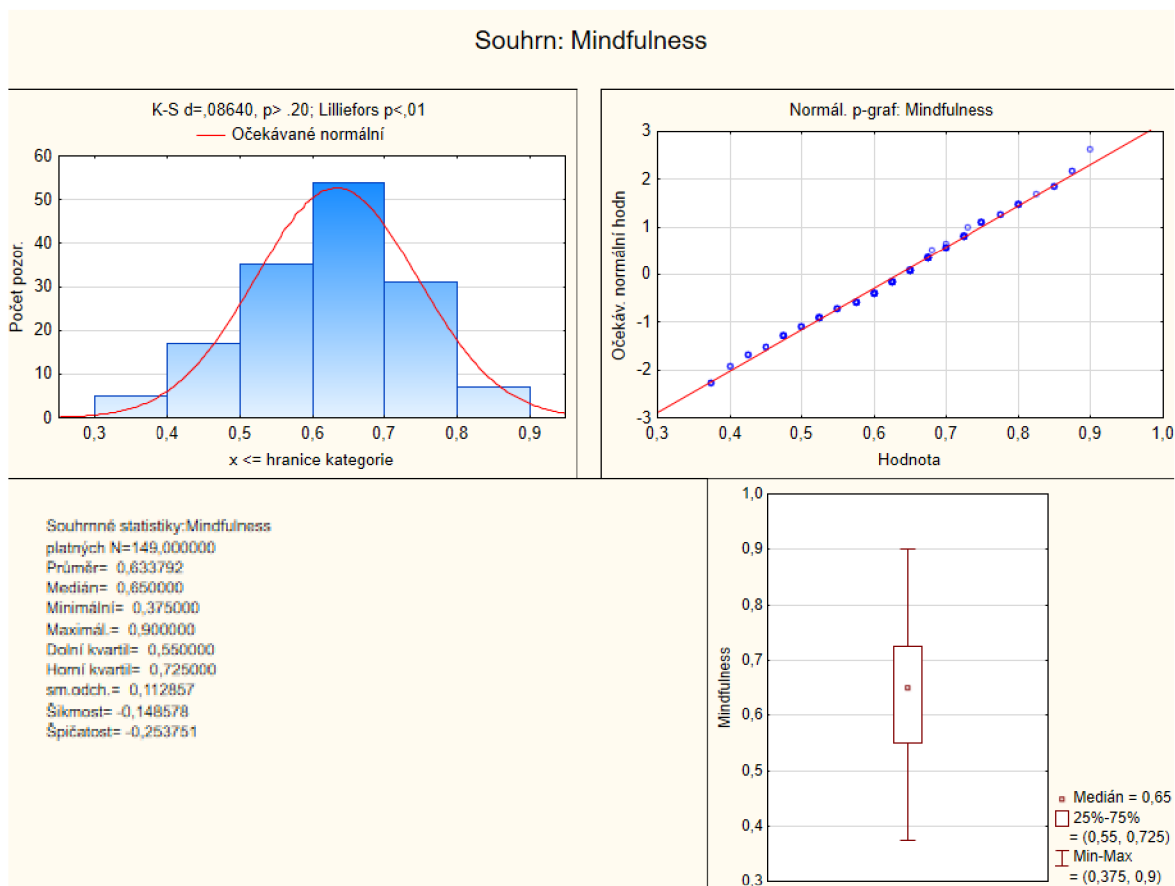 Souhrn: Mindfulness
K-S d=,08640, p> .20; Lilliefors p<,01
Očekávané normální
Počet pozor.
60
50
40
30
20
10
0
0,3 0,4 0,5 0,6 0,7 0,8 0,9
x <= hranice kategorie
Normál. p-graf: Mindfulness
Očekáv. normální hodn
3
2
1
0
-1
-2
-3
0,3 0,4 0,5 0,6 0,7 0,8 0,9 1,0
Hodnota
Souhrnné statistiky:Mindfulness
platných N=149,000000
Průměr= 0,633792
Medián= 0,650000
Minimální= 0,375000
Maximál.= 0,900000
Dolní kvartil= 0,550000
Horní kvartil= 0,725000
sm.odch.= 0,112857
Šikmost= -0,148578
Špičatost= -0,253751
Mindfulness
1,0
0,9
0,8
0,7
0,6
0,5
0,4
0,3
Medián = 0,65
25%-75%
= (0,55, 0,725)
Min-Max
= (0,375, 0,9)